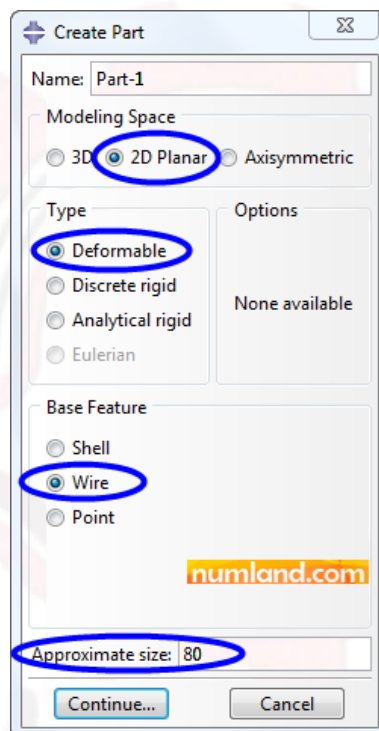 Create Part
Name: Part-1
Modeling Space
3D 2D Planar Axisymmetric
Type
Deformable
Discrete rigid
Analytical rigid
Eulerian
Options
None available
Base Feature
Shell
Wire
Point
numland.com
Approximate size: 80
Continue... Cancel